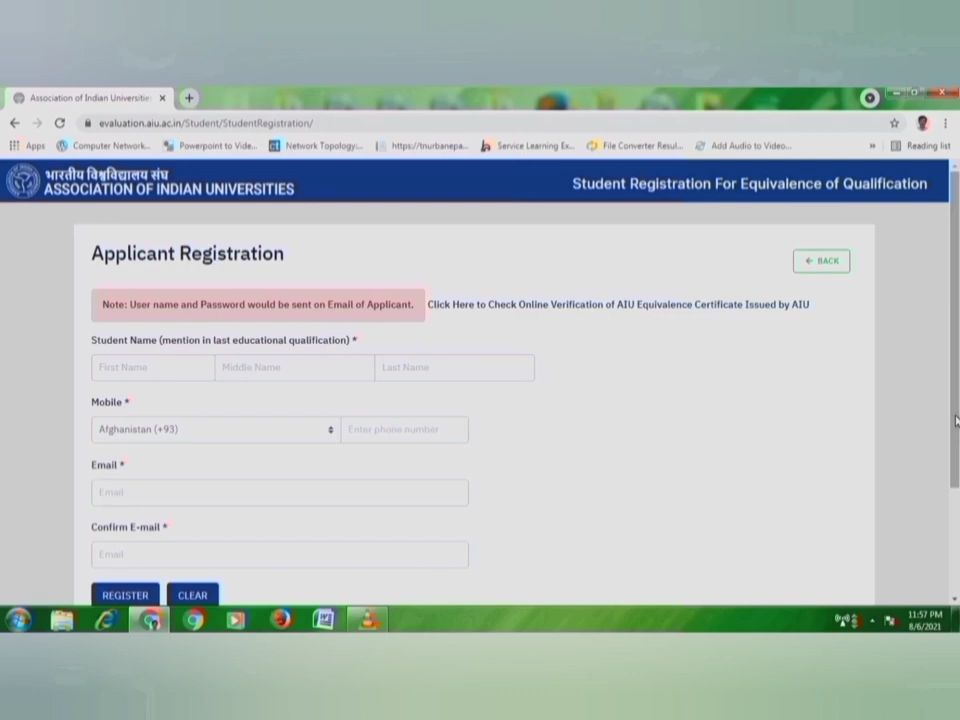 Association of Indian Universitie:
evaluation.aiu.ac.in/Student/StudentRegistration/
Apps Computer Network... Powerpoint to Vide... Network Topology:... https://tnurbanepa... Service Learning Ex... File Converter Resul... Add Audio to Video... » Reading list
भारतीय विश्वविद्यालय संघ
ASSOCIATION OF INDIAN UNIVERSITIES
Student Registration For Equivalence of Qualification
Applicant Registration
← BACK
Note: User name and Password would be sent on Email of Applicant. Click Here to Check Online Verification of AIU Equivalence Certificate Issued by AIU
Student Name (mention in last educational qualification) *
First Name Middle Name Last Name
Mobile *
Afghanistan (+93) Enter phone number
Email *
Email
Confirm E-mail *
Email
REGISTER CLEAR
11:57 PM
8/6/2021